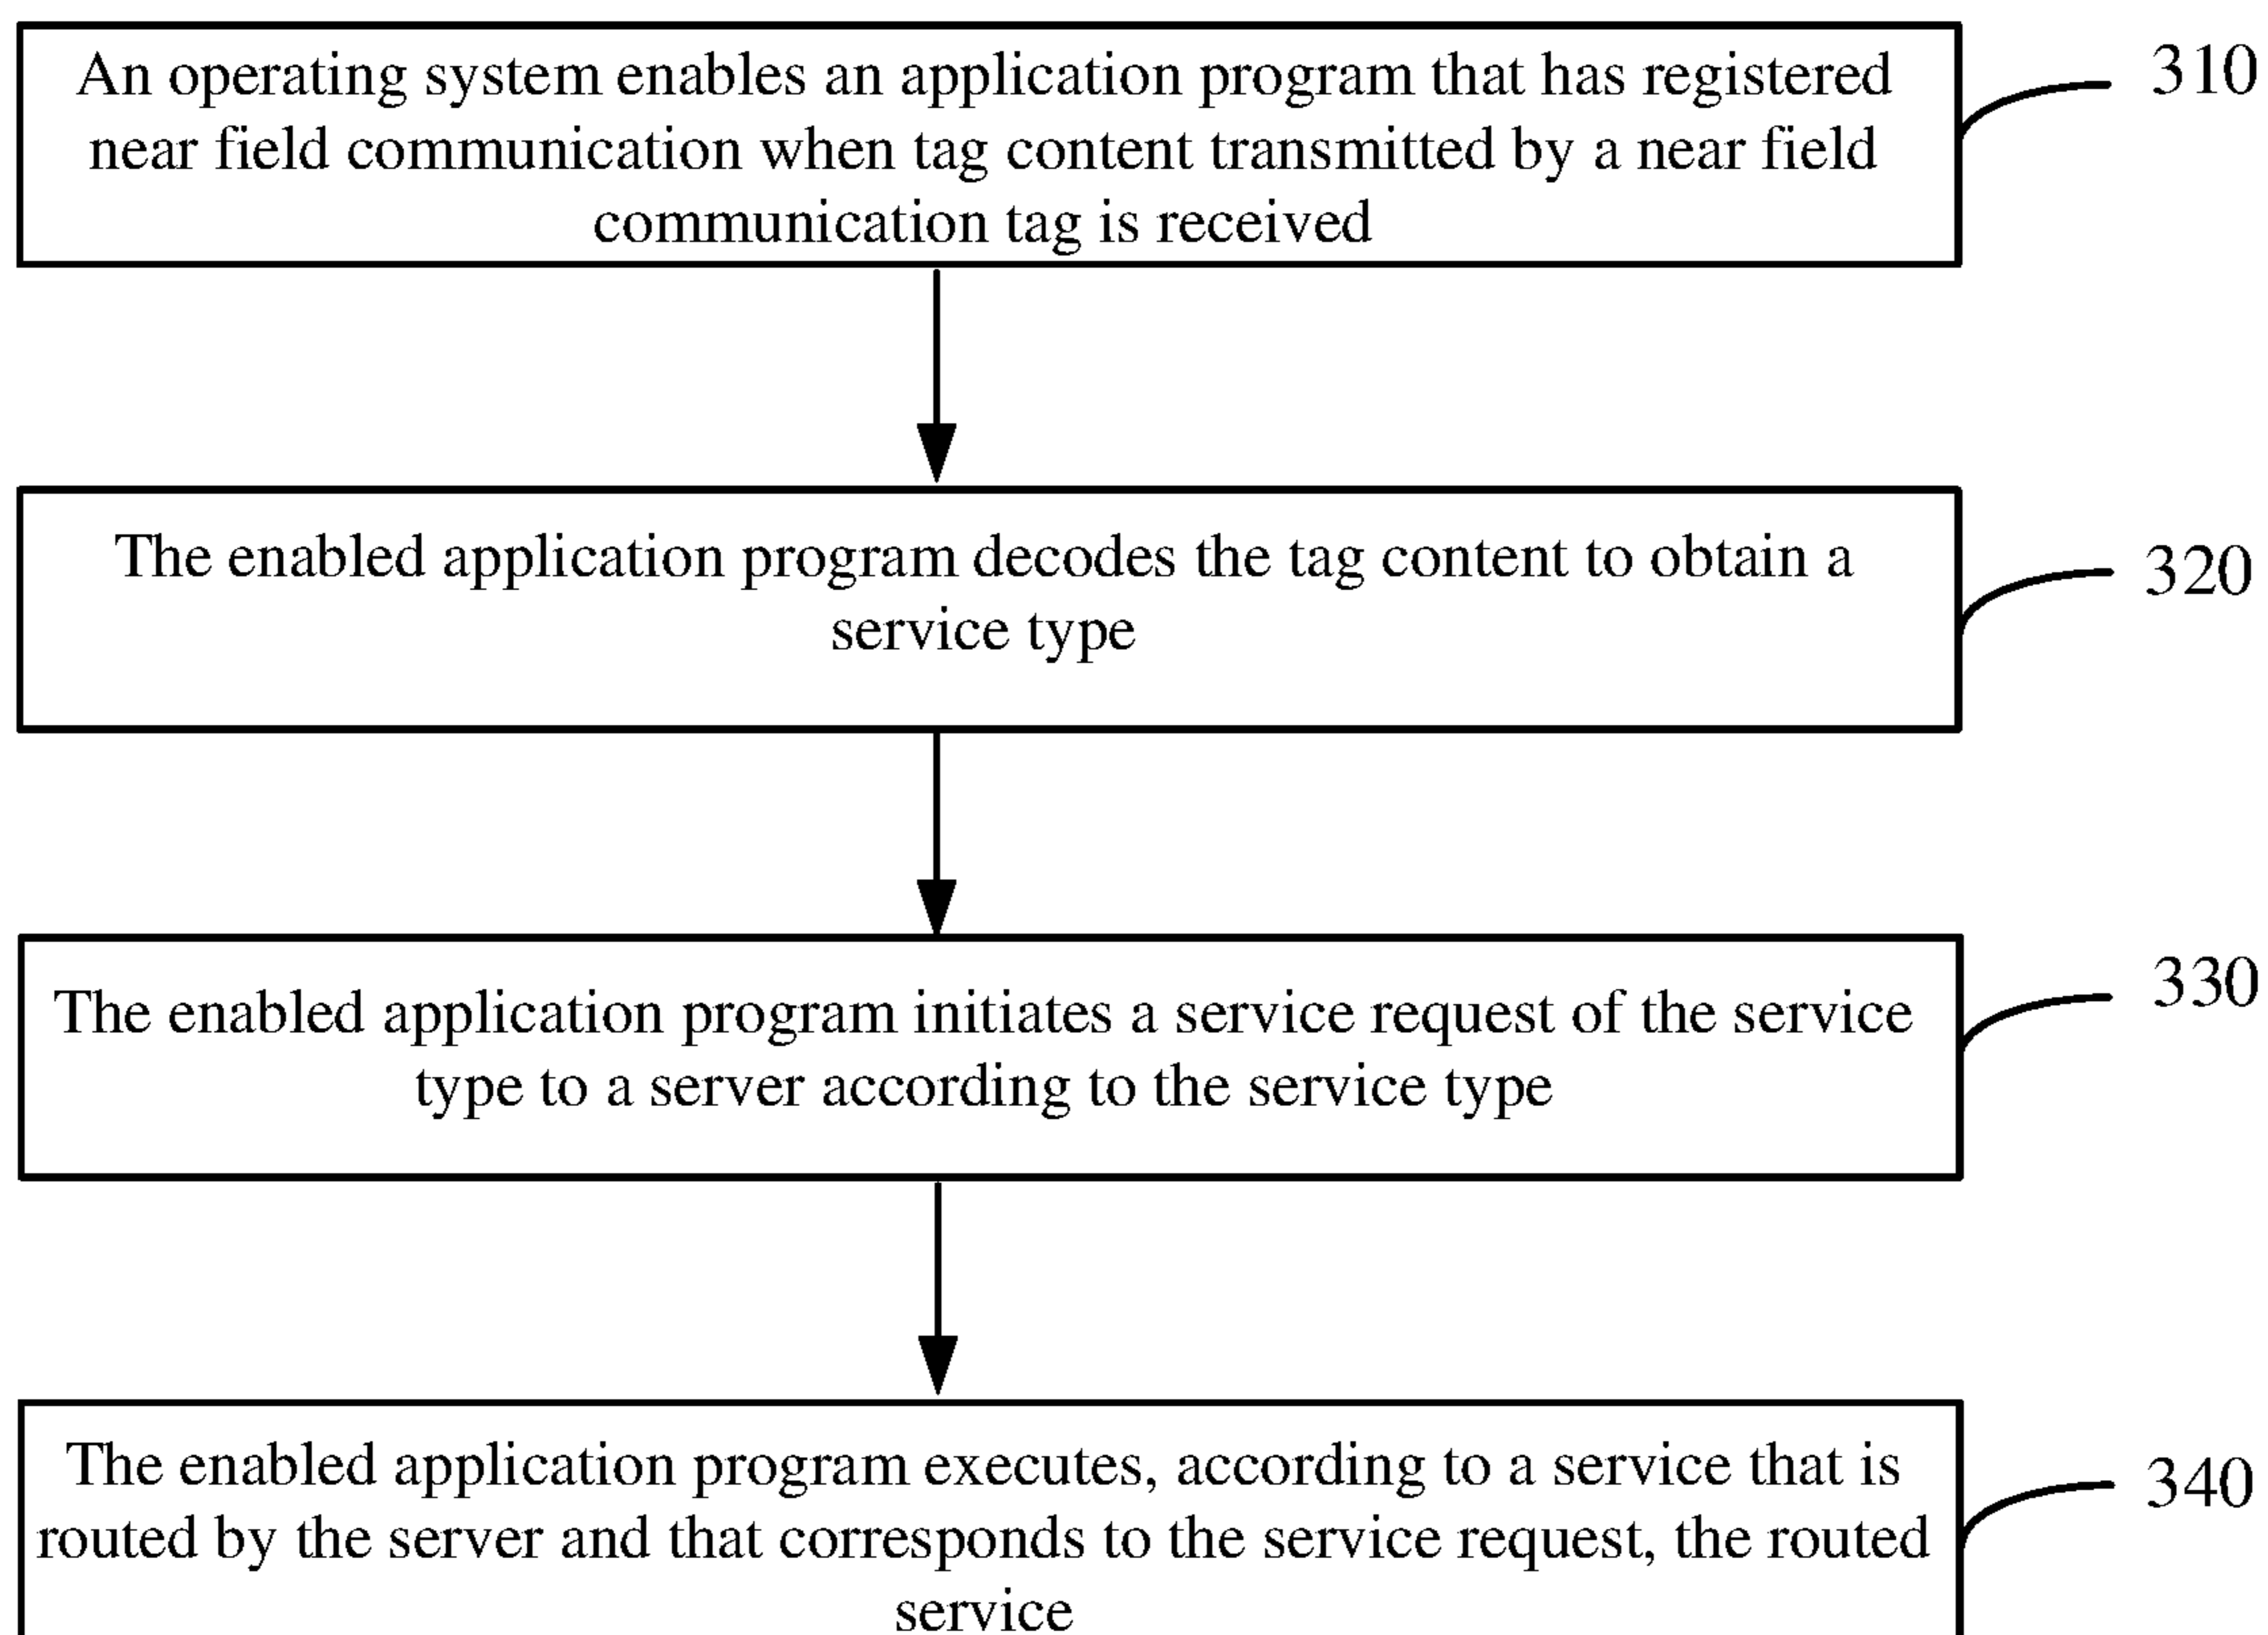 An operating system enables an application program that has registered
near field communication when tag content transmitted by a near field
communication tag is received
310
The enabled application program decodes the tag content to obtain a
service type
320
The enabled application program initiates a service request of the service
type to a server according to the service type
330
The enabled application program executes, according to a service that is
routed by the server and that corresponds to the service request, the routed
service
340